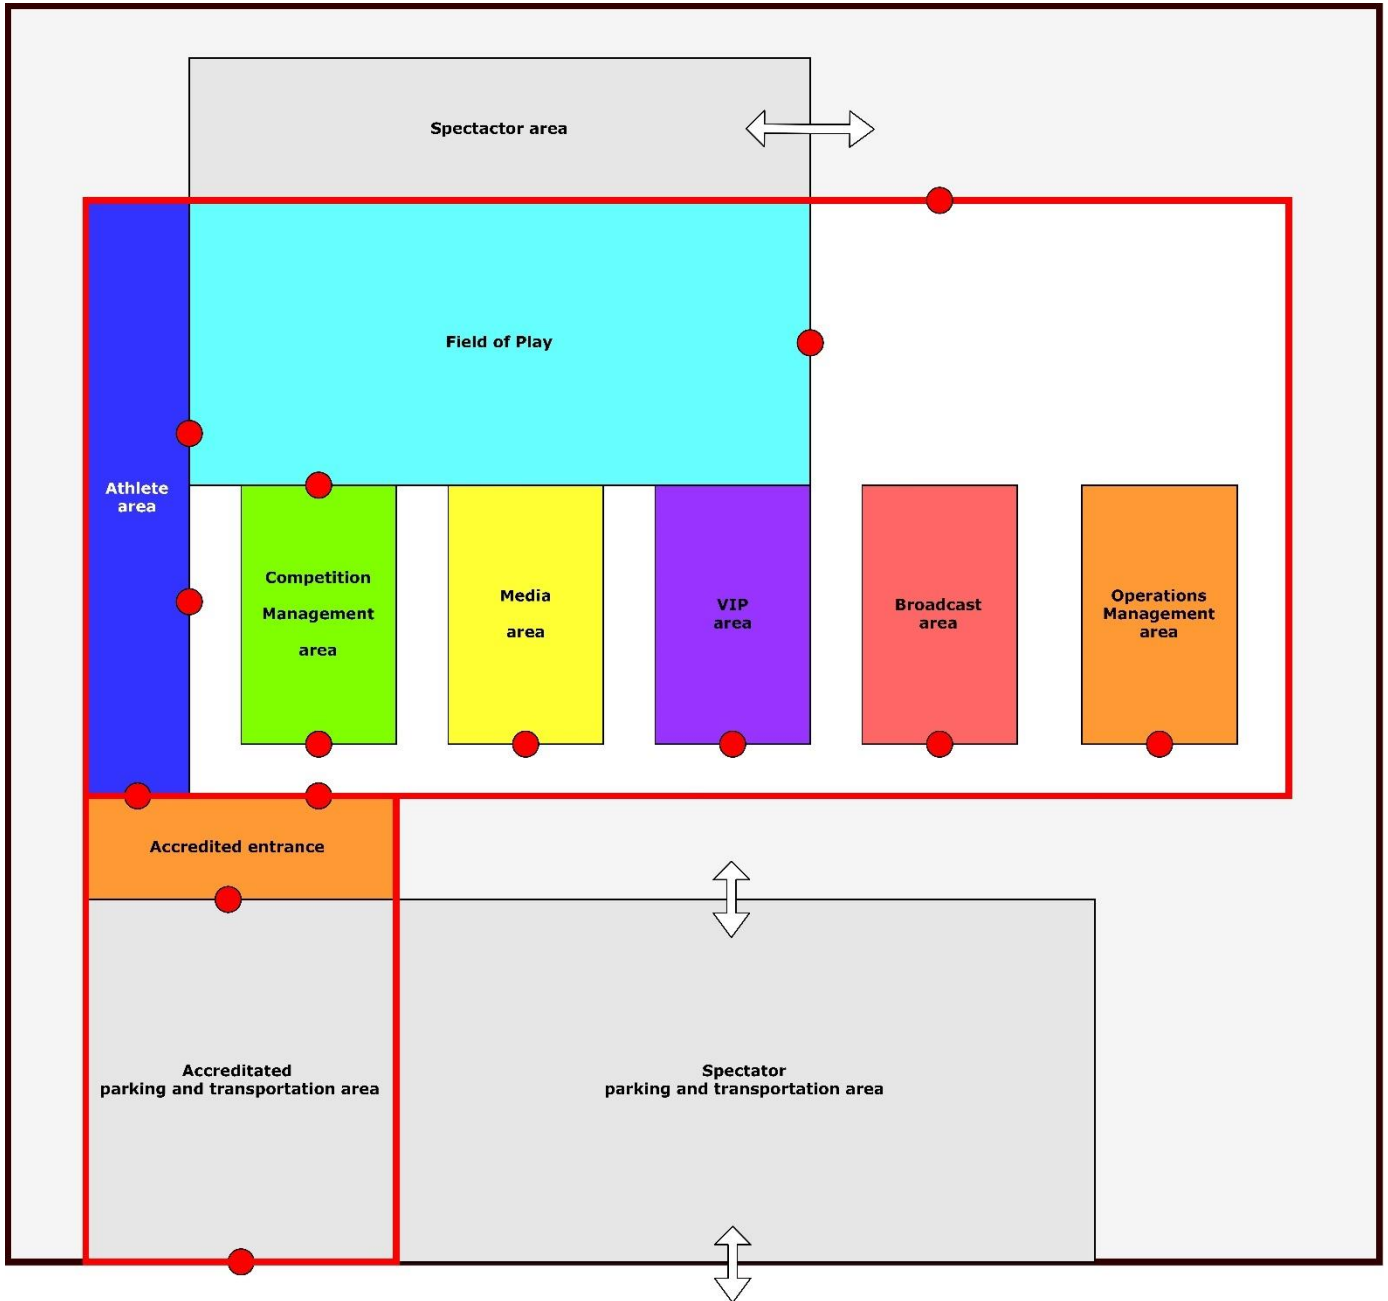 Spectactor area
Field of Play
Athlete
area
Competition
Management
area
Media
area
VIP
area
Broadcast
area
Operations
Management
area
Accredited entrance
Accreditated
parking and transportation area
Spectator
parking and transportation area